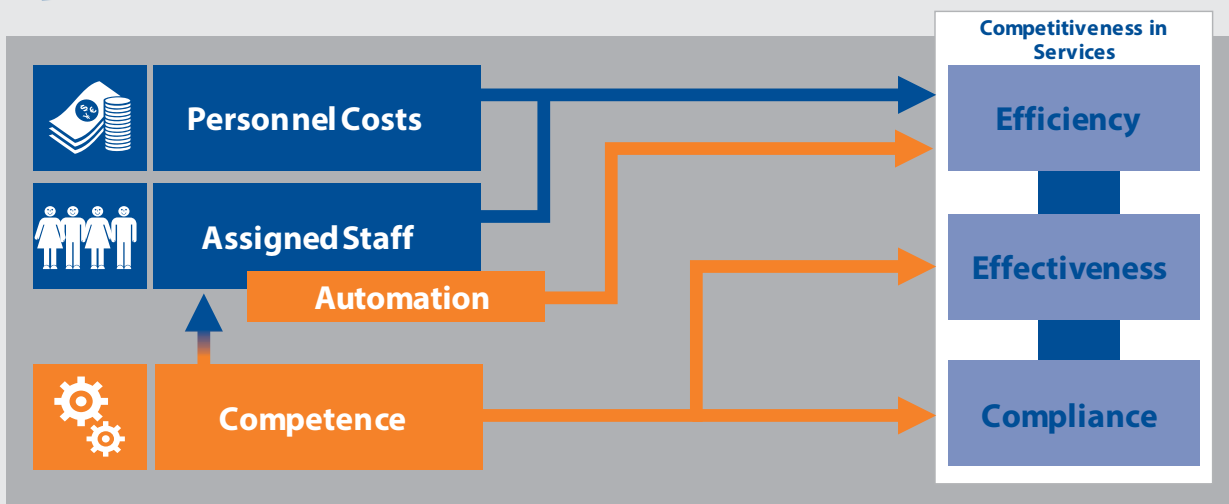 Competitiveness in
Services
Personnel Costs
Efficiency
Assigned Staff
Effectiveness
Automation
Competence
Compliance